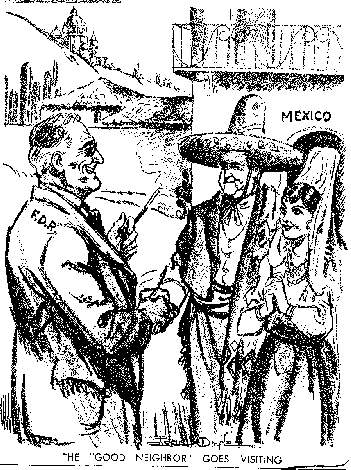 MEXICO
F.D.R.
THE "GOOD NEIGHBOR" GOES VISITING